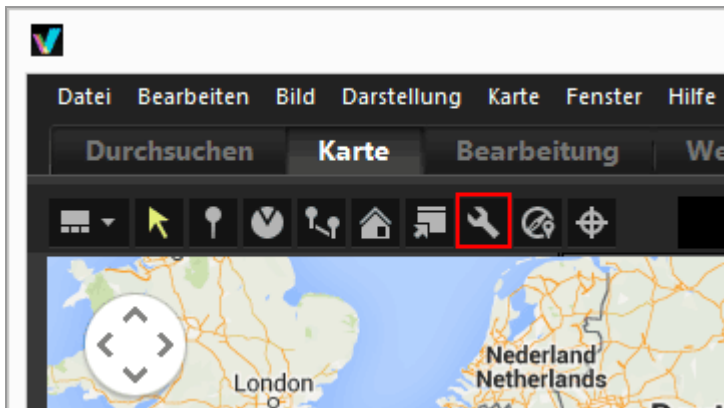 Datei Bearbeiten Bild Darstellung Karte Fenster Hilfe
Durchsuchen Karte Bearbeitung
London
Nederland
Netherlands